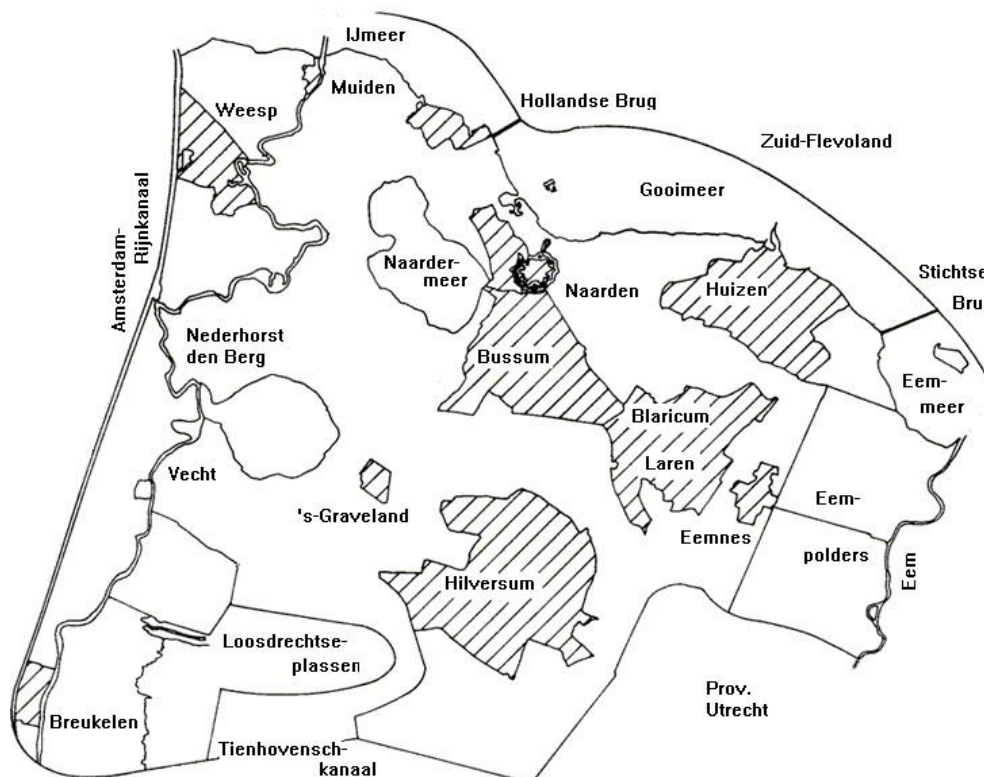 IJmeer
Muiden
Hollandse Brug
Weesp
Zuid-Flevoland
Gooimeer
Amsterdam-
Rijnkanaal
Naarder-
meer
Naarden
Huizen
Stichtse
Bru
Nederhorst
den Berg
Bussum
Eem-
meer
Blaricum
Vecht
Laren
's-Graveland
Eem-
Eemnes
polders
Hilversum
Eem
Loosdrechtse-
plassen
Prov.
Utrecht
Breukelen
Tienhovensch-
kanaal